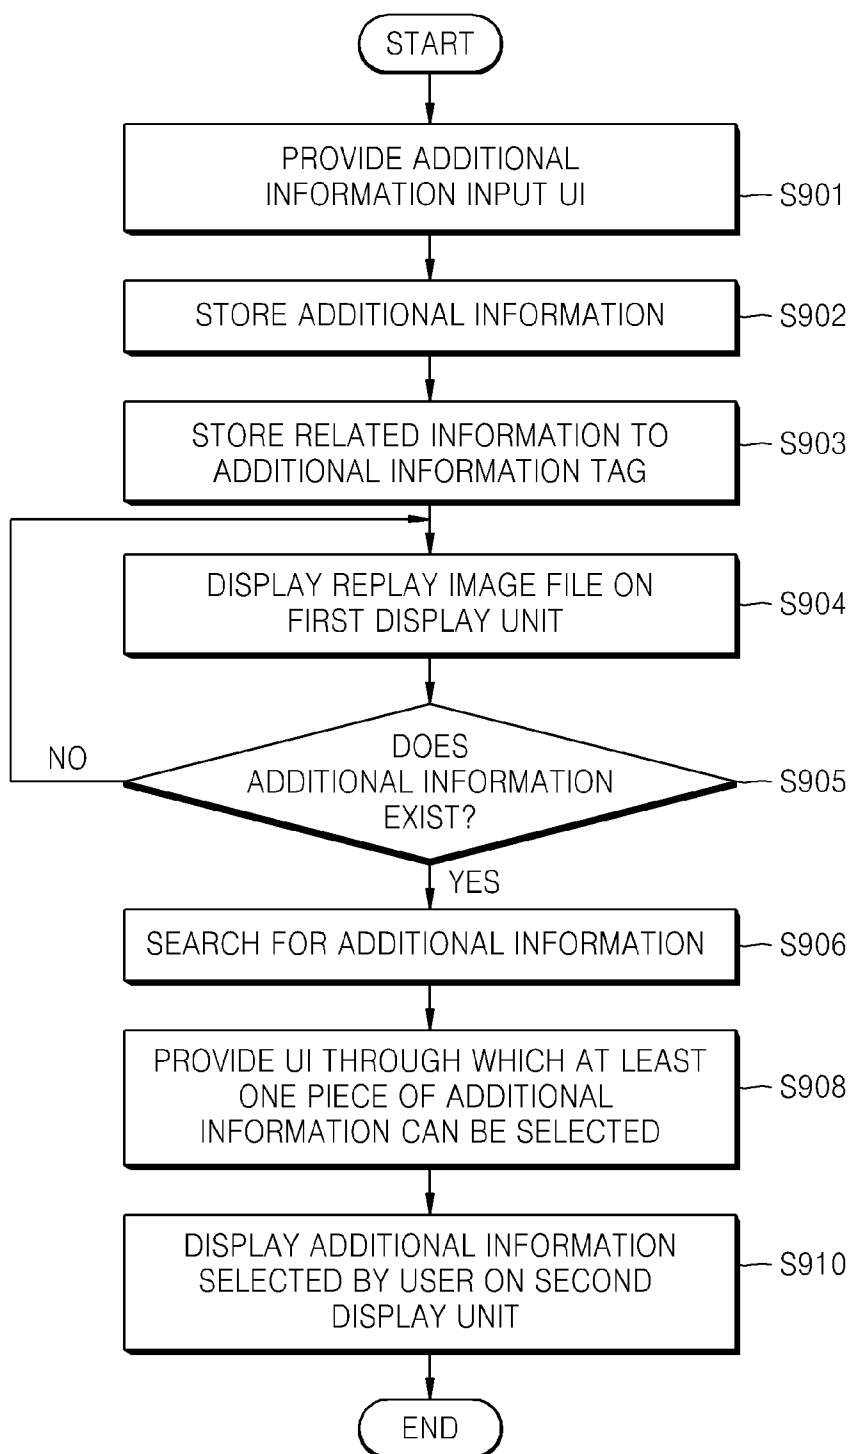 START
PROVIDE ADDITIONAL
INFORMATION INPUT UI
S901
STORE ADDITIONAL INFORMATION
S902
STORE RELATED INFORMATION TO
ADDITIONAL INFORMATION TAG
S903
DISPLAY REPLAY IMAGE FILE ON
FIRST DISPLAY UNIT
S904
DOES
ADDITIONAL INFORMATION
EXIST?
S905
NO
YES
SEARCH FOR ADDITIONAL INFORMATION
S906
PROVIDE UI THROUGH WHICH AT LEAST
ONE PIECE OF ADDITIONAL
INFORMATION CAN BE SELECTED
S908
DISPLAY ADDITIONAL INFORMATION
SELECTED BY USER ON SECOND
DISPLAY UNIT
S910
END